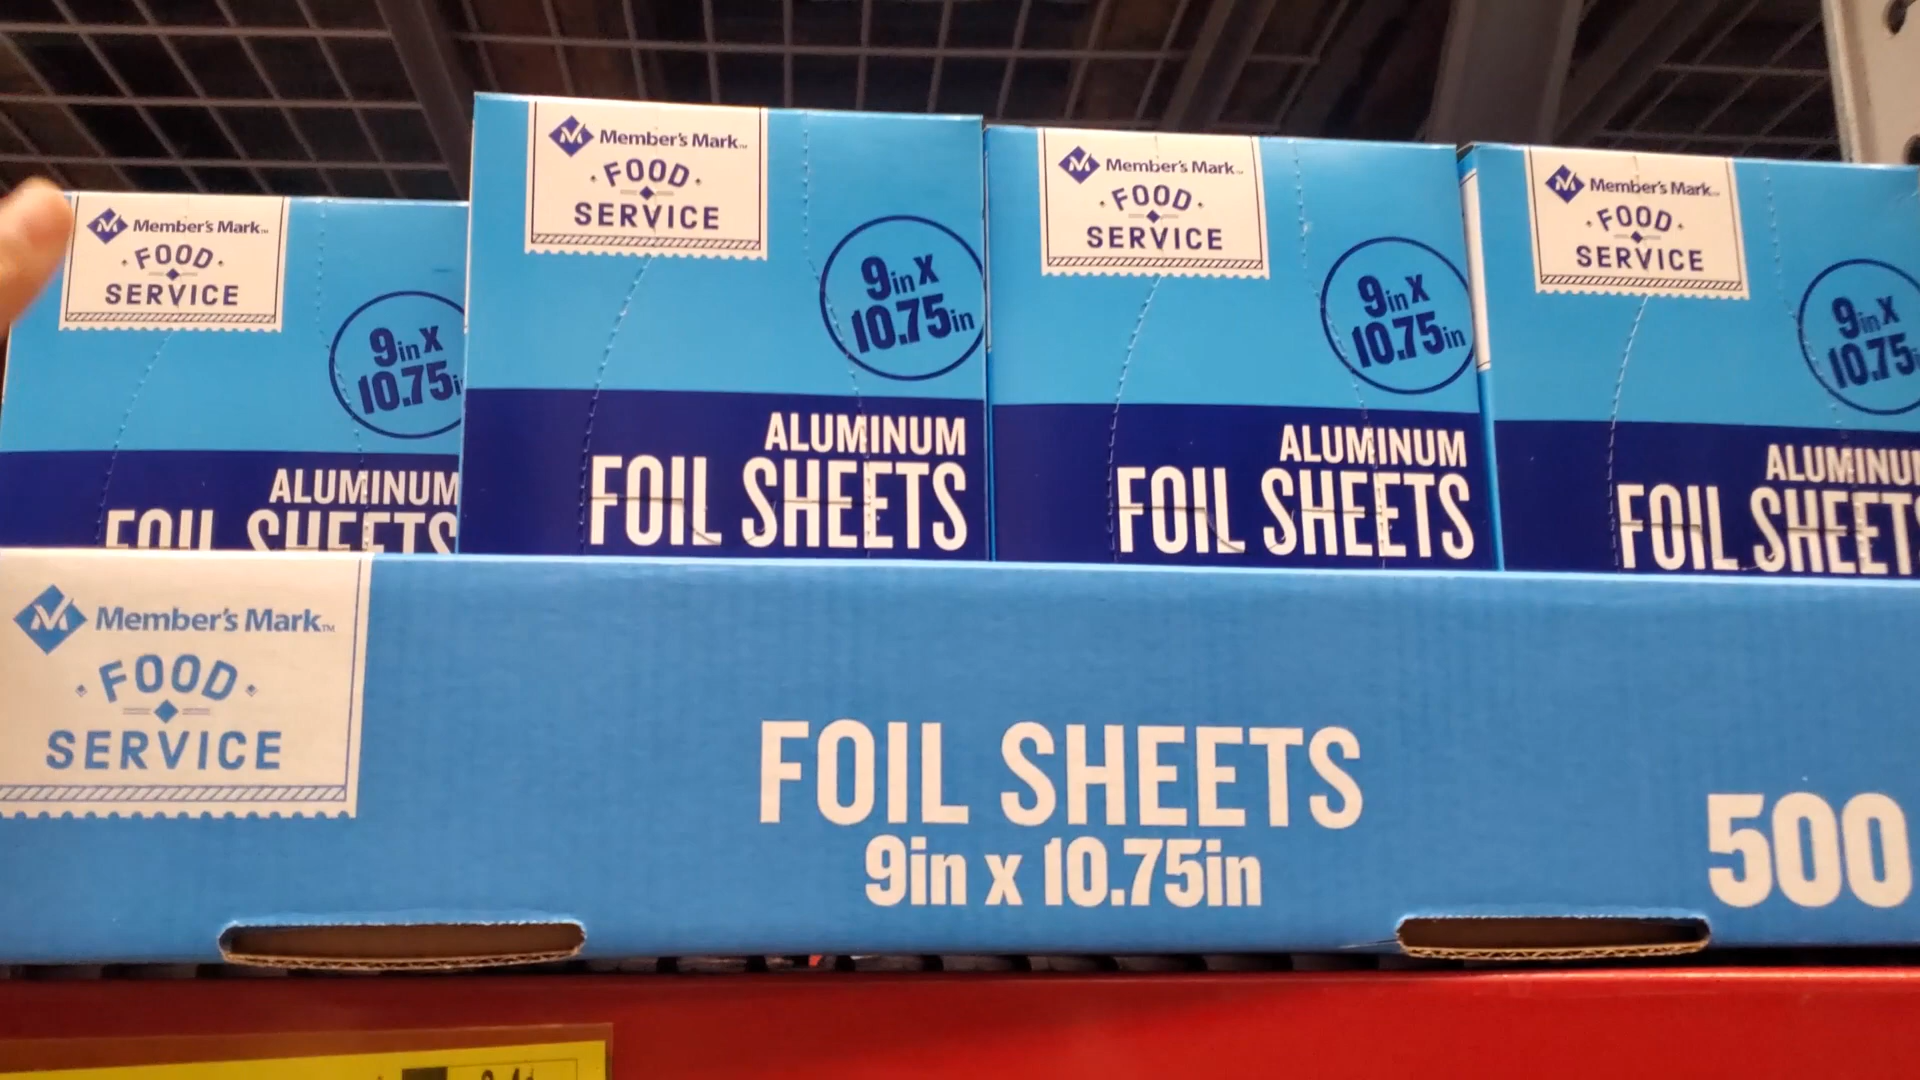 Member's Mark™
FOOD
SERVICE
9in X
10.75in
ALUMINUM
FOIL SHEETS
Member's Mark™
FOOD
SERVICE
9in X
10.75in
ALUMINUM
FOIL SHEETS
Member's Mark™
FOOD
SERVICE
9in X
10.75in
ALUMINUM
FOIL SHEETS
Member's Mark™
FOOD
SERVICE
9in X
10.75
ALUMINUM
FOIL SHEETS
Member's Mark™
FOOD
SERVICE
FOIL SHEETS
9in x 10.75in
500